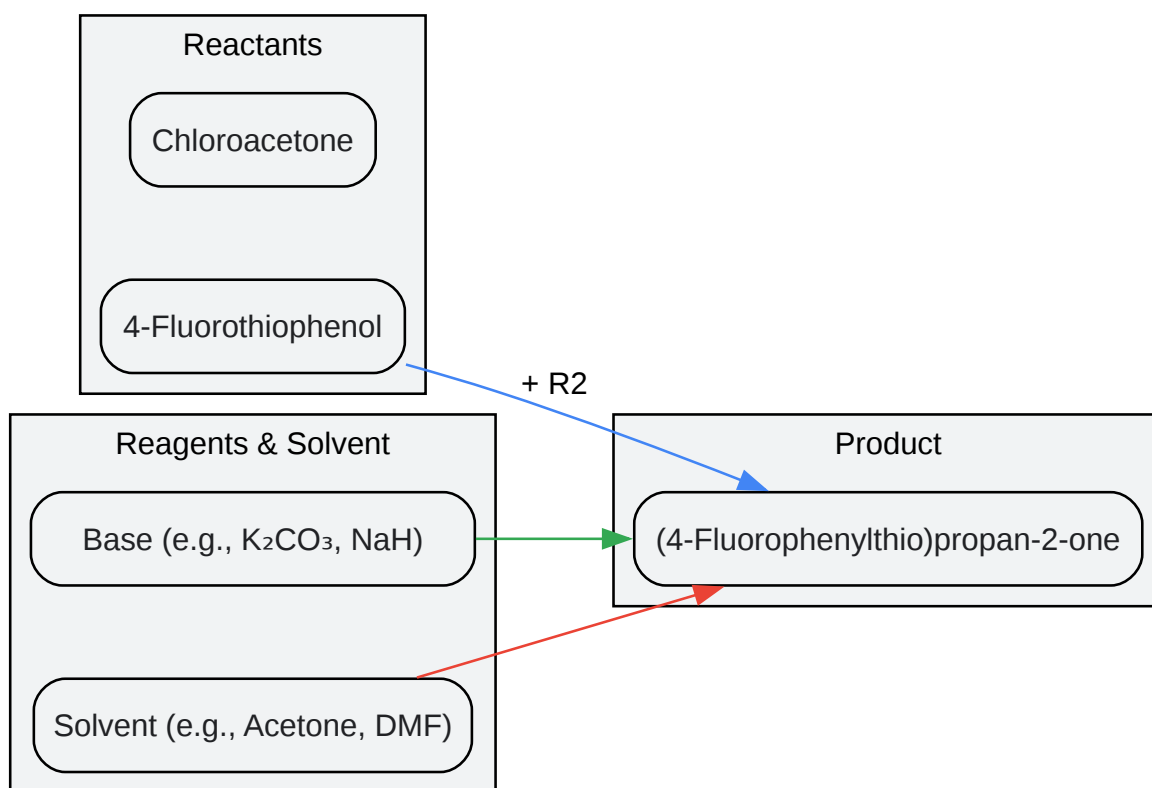 Reactants
Chloroacetone
4-Fluorothiophenol
+ R2
Reagents & Solvent
Base (e.g., K₂CO₃, NaH)
Solvent (e.g., Acetone, DMF)
Product
(4-Fluorophenylthio)propan-2-one